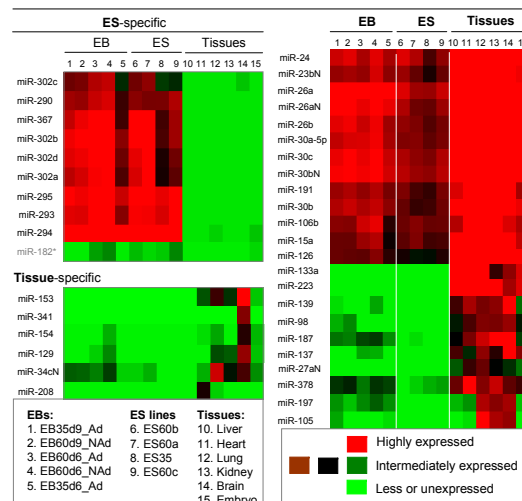 ES-specific
EB ES Tissues
1 2 3 4 5 6 7 8 9 10 11 12 13 14 15
miR-302c
miR-290
miR-367
miR-302b
miR-302d
miR-302a
miR-295
miR-293
miR-294
miR-182*
Tissue-specific
miR-153
miR-341
miR-154
miR-129
miR-34cN
miR-208
EBs:
1. EB35d9_Ad
2. EB60d9_NAd
3. EB60d6_Ad
4. EB60d6_NAd
5. EB35d6_Ad
ES lines
6. ES60b
7. ES60a
8. ES35
9. ES60c
Tissues:
10. Liver
11. Heart
12. Lung
13. Kidney
14. Brain
15. Embryo
EB ES Tissues
1 2 3 4 5 6 7 8 9 10 11 12 13 14
miR-24
miR-23bN
miR-26a
miR-26aN
miR-26b
miR-30a-5p
miR-30c
miR-30bN
miR-191
miR-30b
miR-106b
miR-15a
miR-126
miR-133a
miR-223
miR-139
miR-98
miR-187
miR-137
miR-27aN
miR-378
miR-197
miR-105
Highly expressed
Intermediately expressed
Less or unexpressed